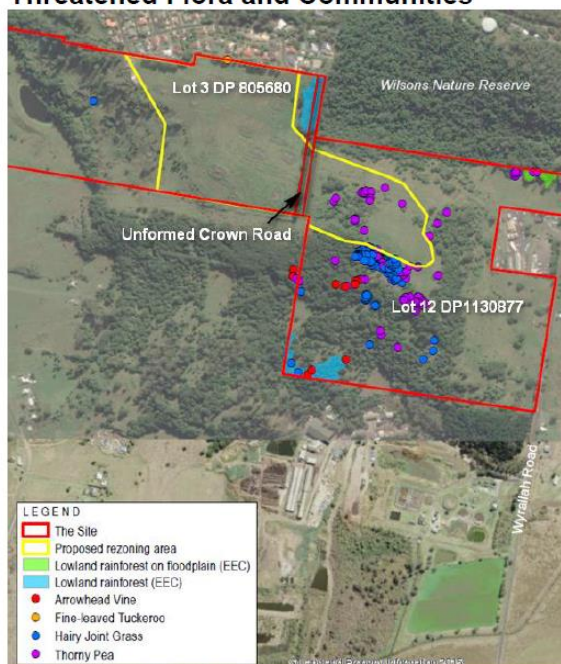 Threatened Flora and Communities
Wilsons Nature Reserve
Lot 3 DP 805680
Unformed Crown Road
Lot 12 DP1130877
Wyrallah Road
LEGEND
The Site
Proposed rezoning area
Lowland rainforest on floodplain (EEC)
Lowland rainforest (EEC)
Arrowhead Vine
Fine-leaved Tuckeroo
Hairy Joint Grass
Thorny Pea